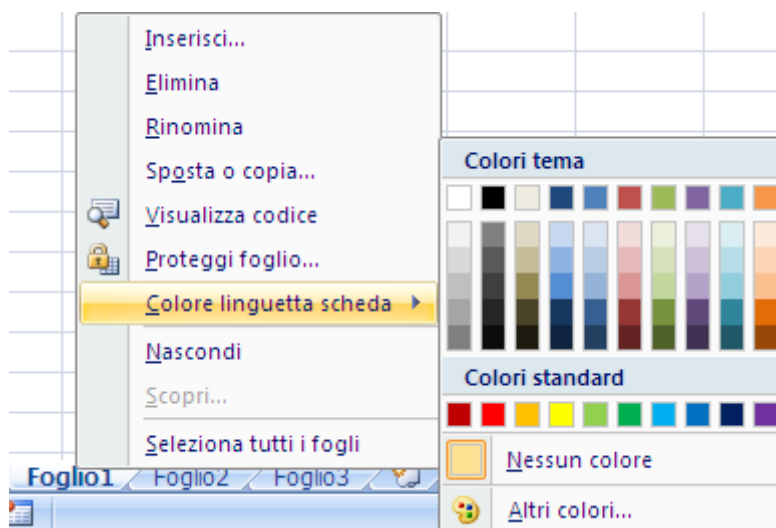 Inserisci...
Elimina
Rinomina
Sposta o copia...
Visualizza codice
Proteggi foglio...
Colore linguetta scheda
Nascondi
Scopri...
Seleziona tutti i fogli
Colori tema
Colori standard
Nessun colore
Altri colori...
Foglio1 Foglio2 Foglio3